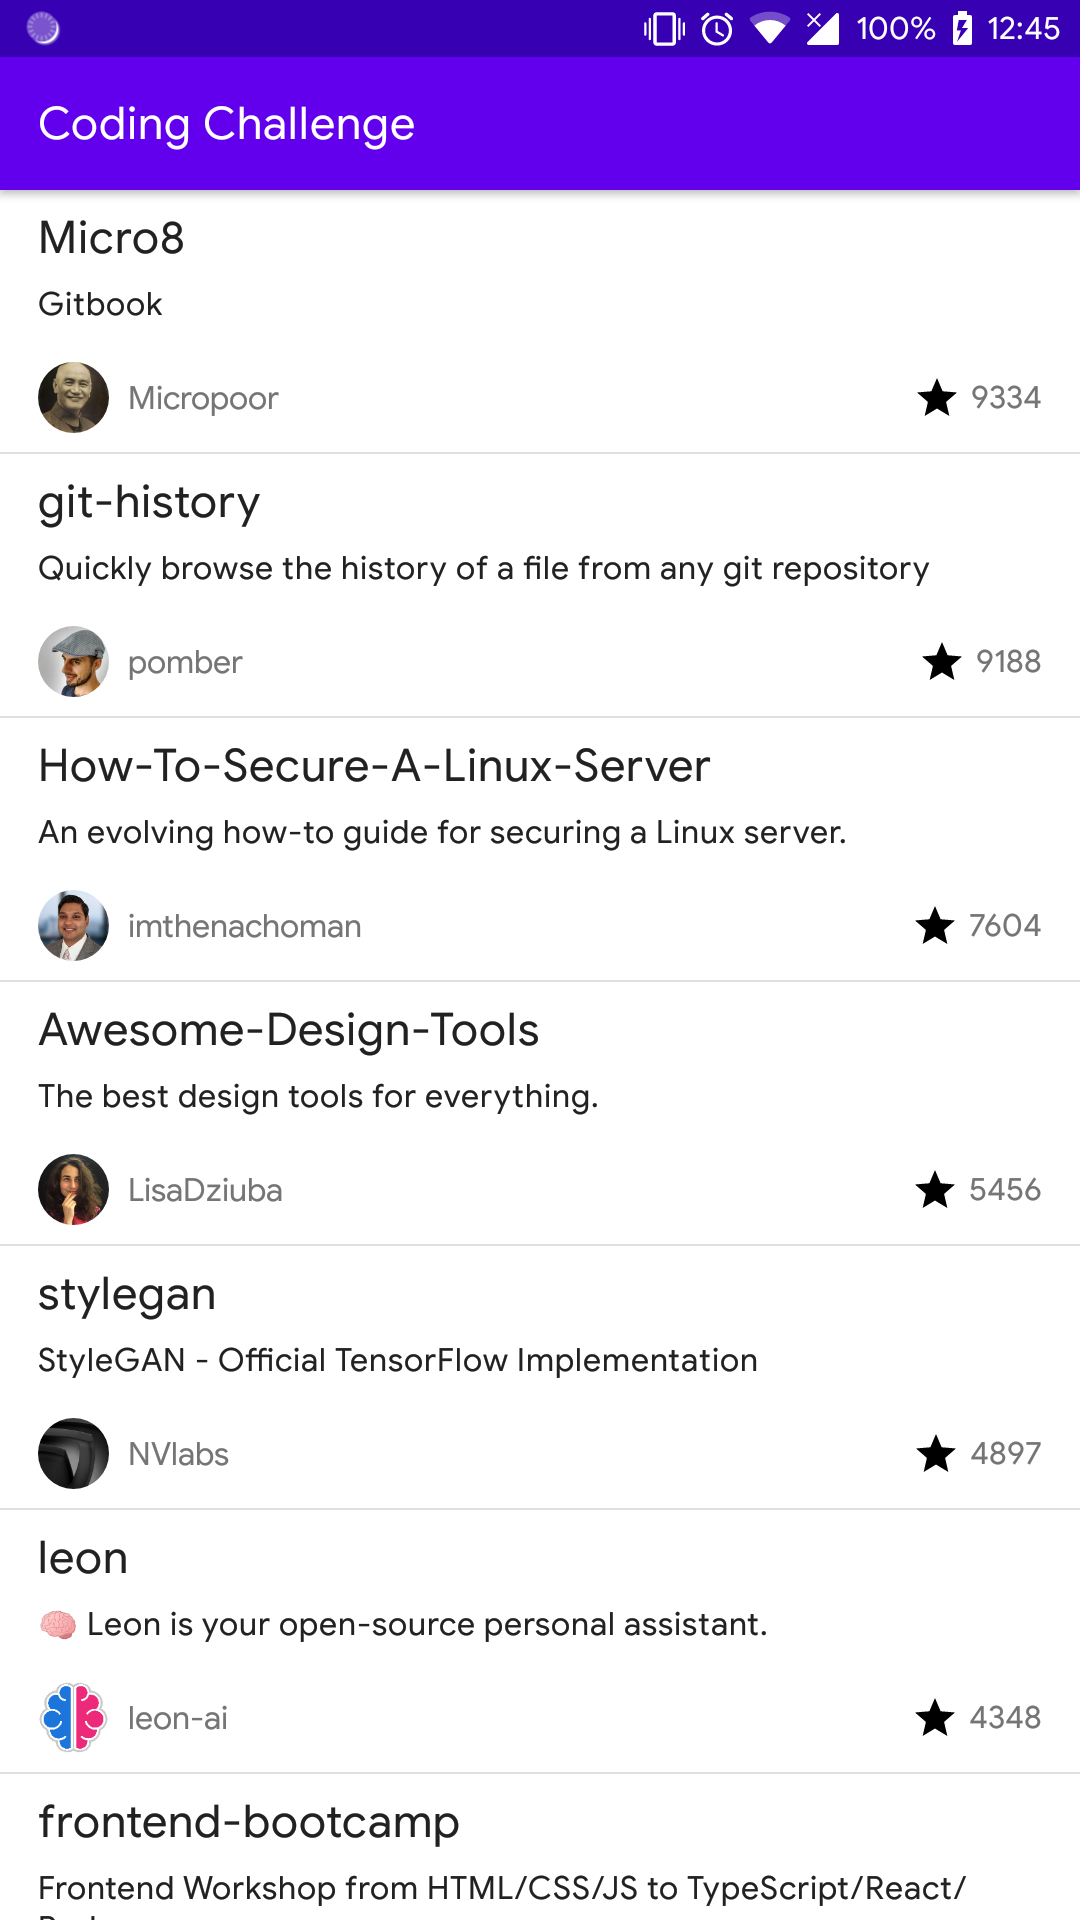 100% 12:45
Coding Challenge
Micro8
Gitbook
Micropoor 9334
git-history
Quickly browse the history of a file from any git repository
pomber 9188
How-To-Secure-A-Linux-Server
An evolving how-to guide for securing a Linux server.
imthenachoman 7604
Awesome-Design-Tools
The best design tools for everything.
LisaDziuba 5456
stylegan
StyleGAN - Official TensorFlow Implementation
NVlabs 4897
leon
🧠 Leon is your open-source personal assistant.
leon-ai 4348
frontend-bootcamp
Frontend Workshop from HTML/CSS/JS to TypeScript/React/